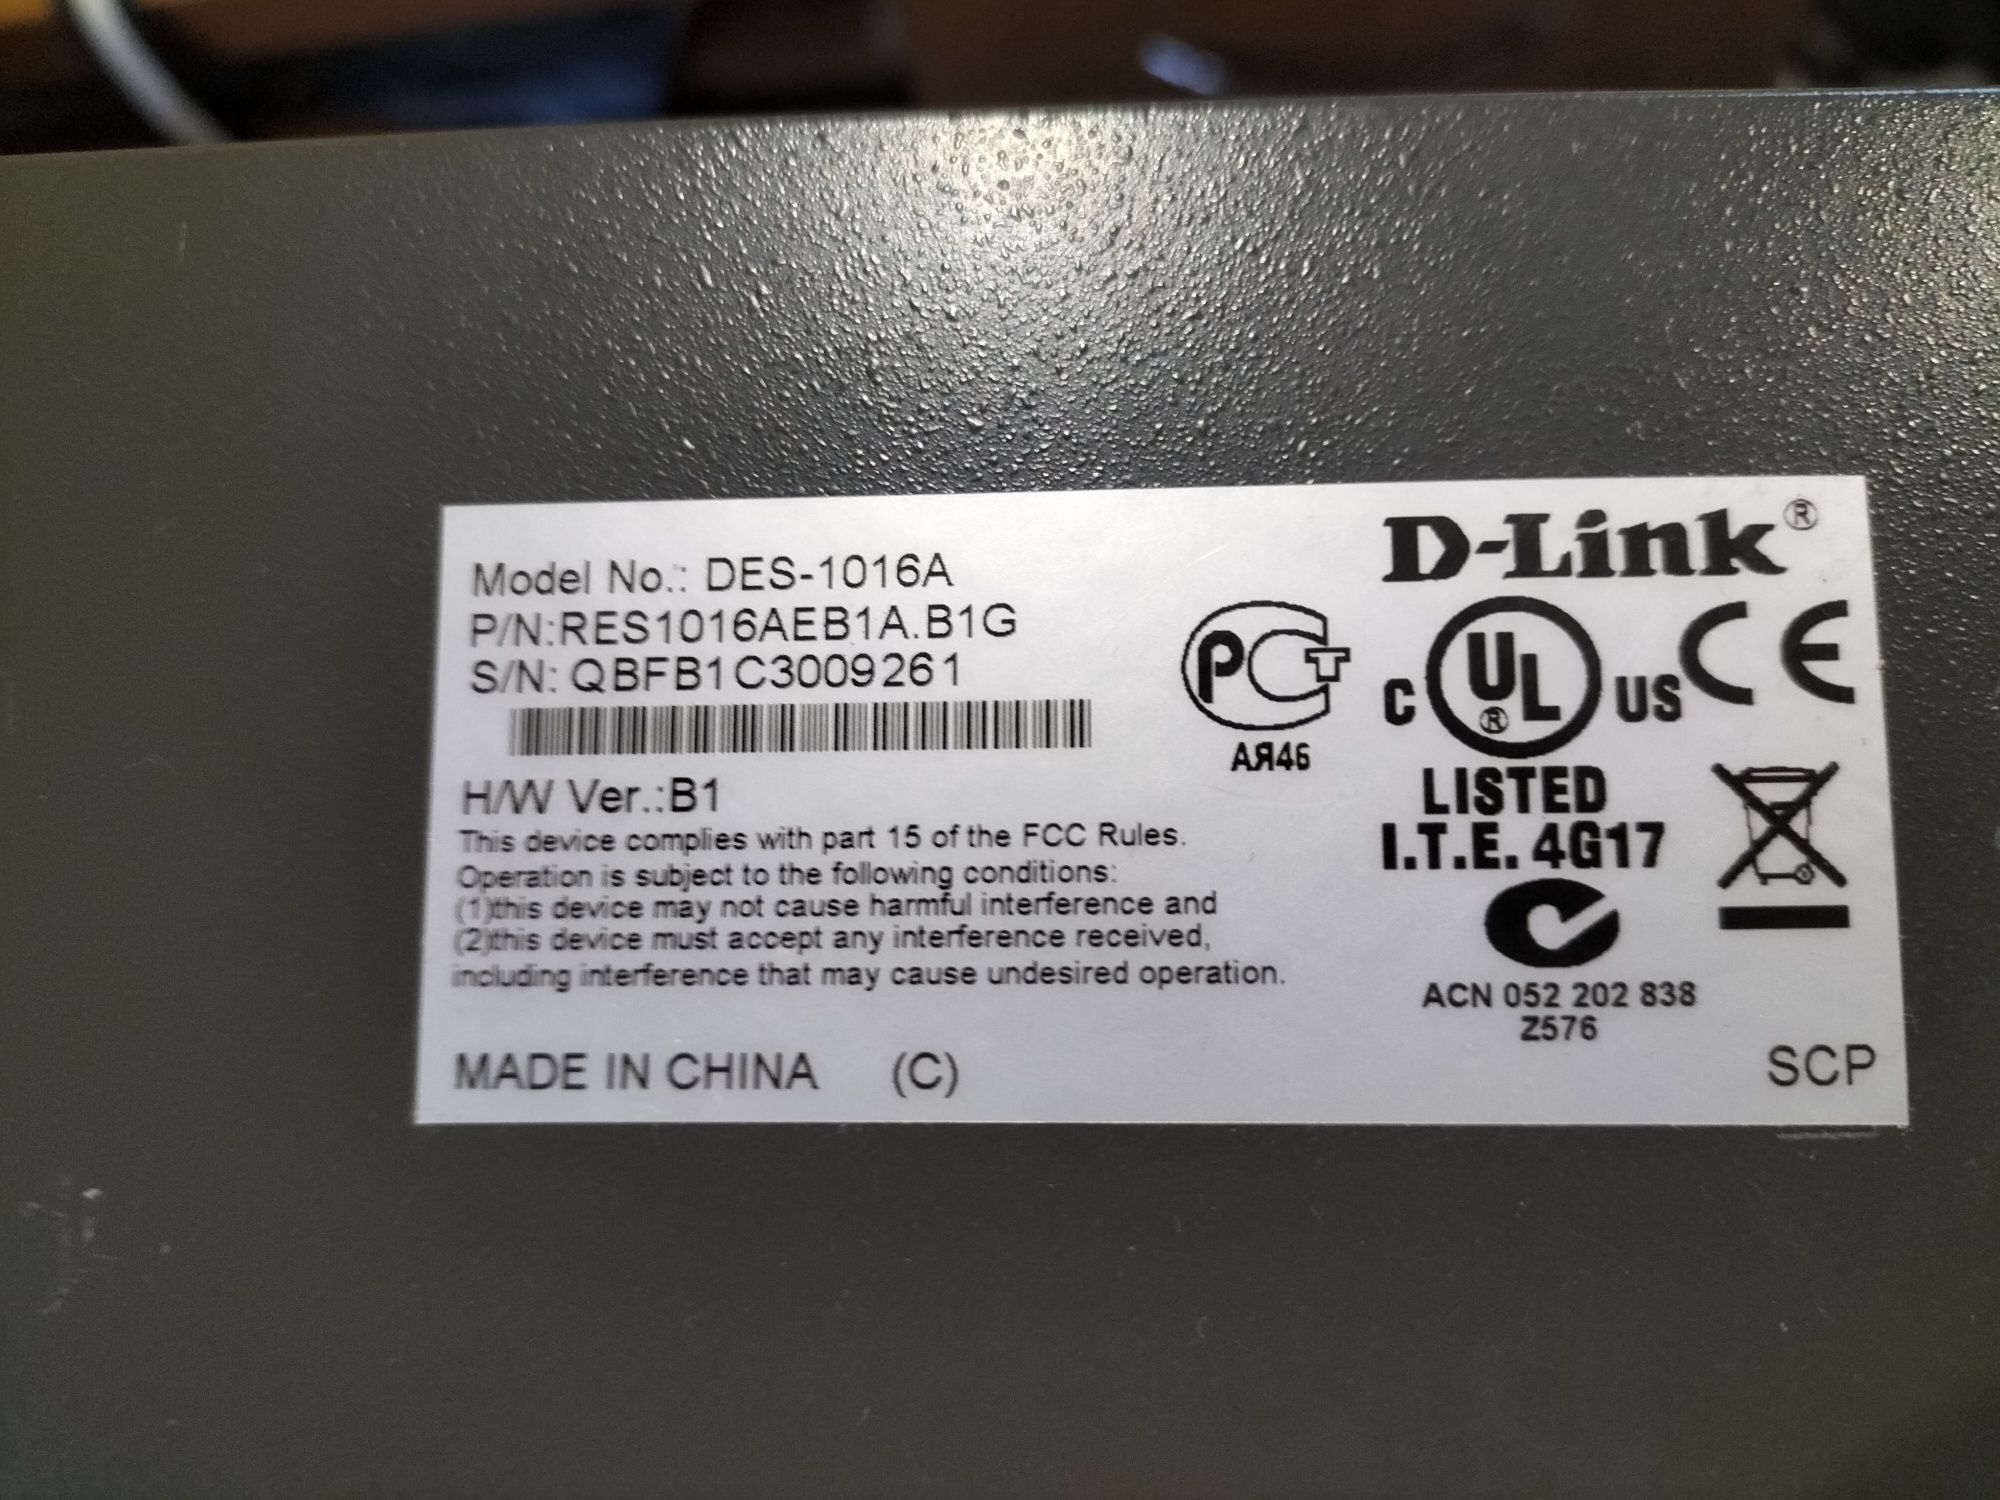 Model No.: DES-1016A
P/N:RES1016AEB1A.B1G
S/N: QBFB1C3009261
H/W Ver.:B1
This device complies with part 15 of the FCC Rules.
Operation is subject to the following conditions:
(1)this device may not cause harmful interference and
(2)this device must accept any interference received,
including interference that may cause undesired operation.
MADE IN CHINA (C)
РСТ
АЯ46
D-Link®
C UL® US CE
LISTED
I.T.E. 4G17
ACN 052 202 838
Z576
SCP